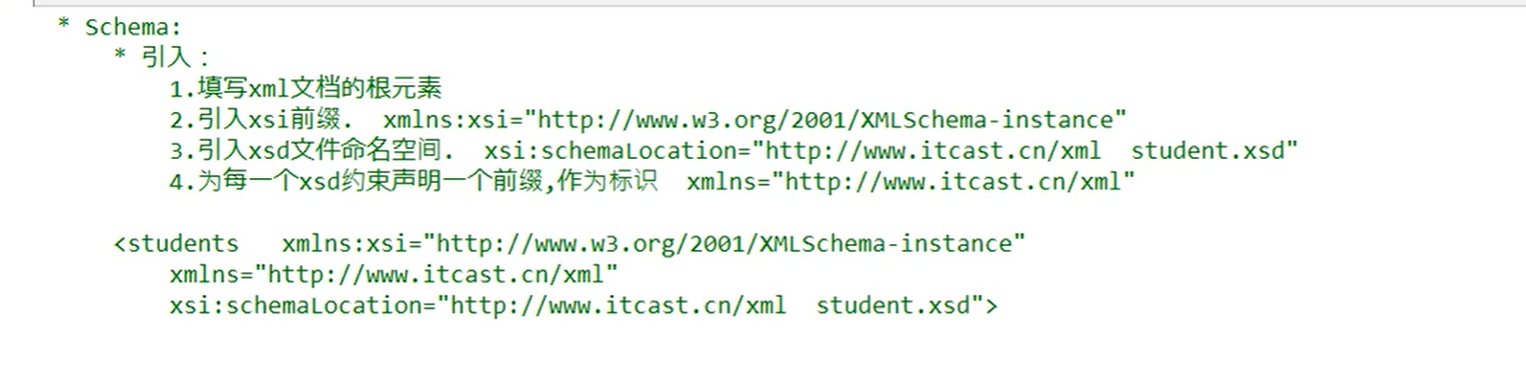 * Schema:
* 引入：
1.填写xml文档的根元素
2.引入xsi前缀.  xmlns:xsi="http://www.w3.org/2001/XMLSchema-instance"
3.引入xsd文件命名空间.  xsi:schemaLocation="http://www.itcast.cn/xml  student.xsd"
4.为每一个xsd约束声明一个前缀,作为标识  xmlns="http://www.itcast.cn/xml"
<students   xmlns:xsi="http://www.w3.org/2001/XMLSchema-instance"
xmlns="http://www.itcast.cn/xml"
xsi:schemaLocation="http://www.itcast.cn/xml  student.xsd">